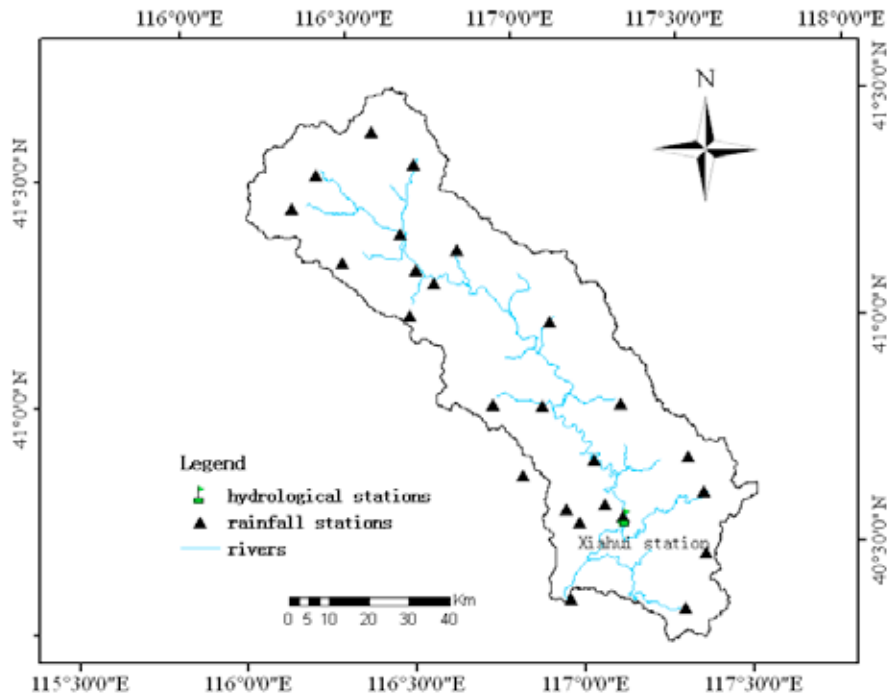 116°0'0"E 116°30'0"E 117°0'0"E 117°30'0"E 118°0'0"E
N
41°30'0"N
41°30'0"N
41°0'0"N
41°0'0"N
Legend
hydrological stations
rainfall stations
rivers
Xiahui station
40°30'0"N
Km
0 5 10 20 30 40
115°30'0"E 116°0'0"E 116°30'0"E 117°0'0"E 117°30'0"E